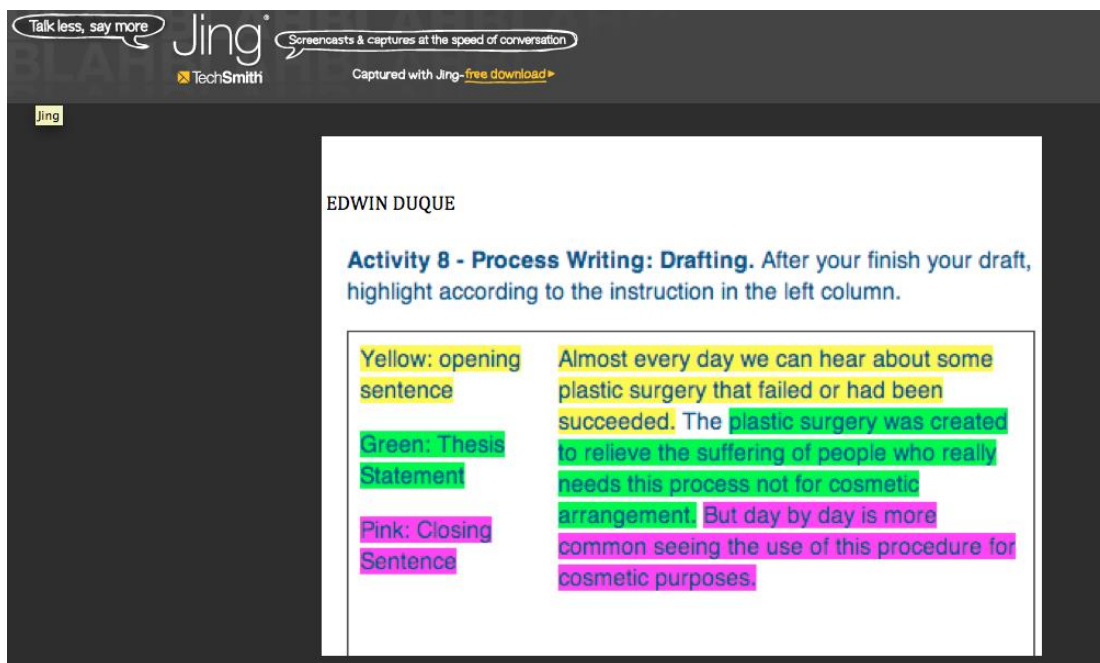 Talk less, say more
Jing
Screencasts & captures at the speed of conversation
TechSmith
Captured with Jing-free download
BLAHBLAHBLAHBLAH
Jing
EDWIN DUQUE
Activity 8 - Process Writing: Drafting. After your finish your draft,
highlight according to the instruction in the left column.
Yellow: opening
sentence
Green: Thesis
Statement
Pink: Closing
Sentence
Almost every day we can hear about some
plastic surgery that failed or had been
succeeded. The plastic surgery was created
to relieve the suffering of people who really
needs this process not for cosmetic
arrangement. But day by day is more
common seeing the use of this procedure for
cosmetic purposes.